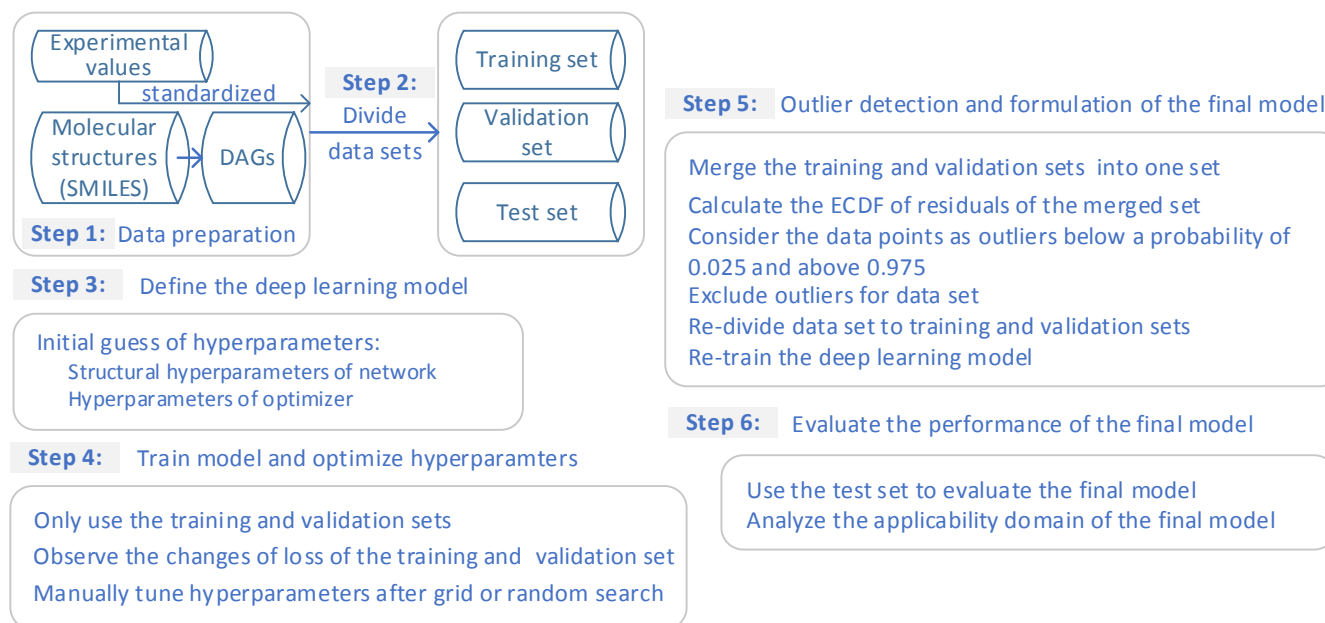 Experimental
values
standardized
Molecular
structures
(SMILES)
DAGs
Step 1: Data preparation
Step 2:
Divide
data sets
Training set
Validation
set
Test set
Step 3: Define the deep learning model
Initial guess of hyperparameters:
Structural hyperparameters of network
Hyperparameters of optimizer
Step 4: Train model and optimize hyperparamters
Only use the training and validation sets
Observe the changes of loss of the training and validation set
Manually tune hyperparameters after grid or random search
Step 5: Outlier detection and formulation of the final model
Merge the training and validation sets into one set
Calculate the ECDF of residuals of the merged set
Consider the data points as outliers below a probability of
0.025 and above 0.975
Exclude outliers for data set
Re-divide data set to training and validation sets
Re-train the deep learning model
Step 6: Evaluate the performance of the final model
Use the test set to evaluate the final model
Analyze the applicability domain of the final model